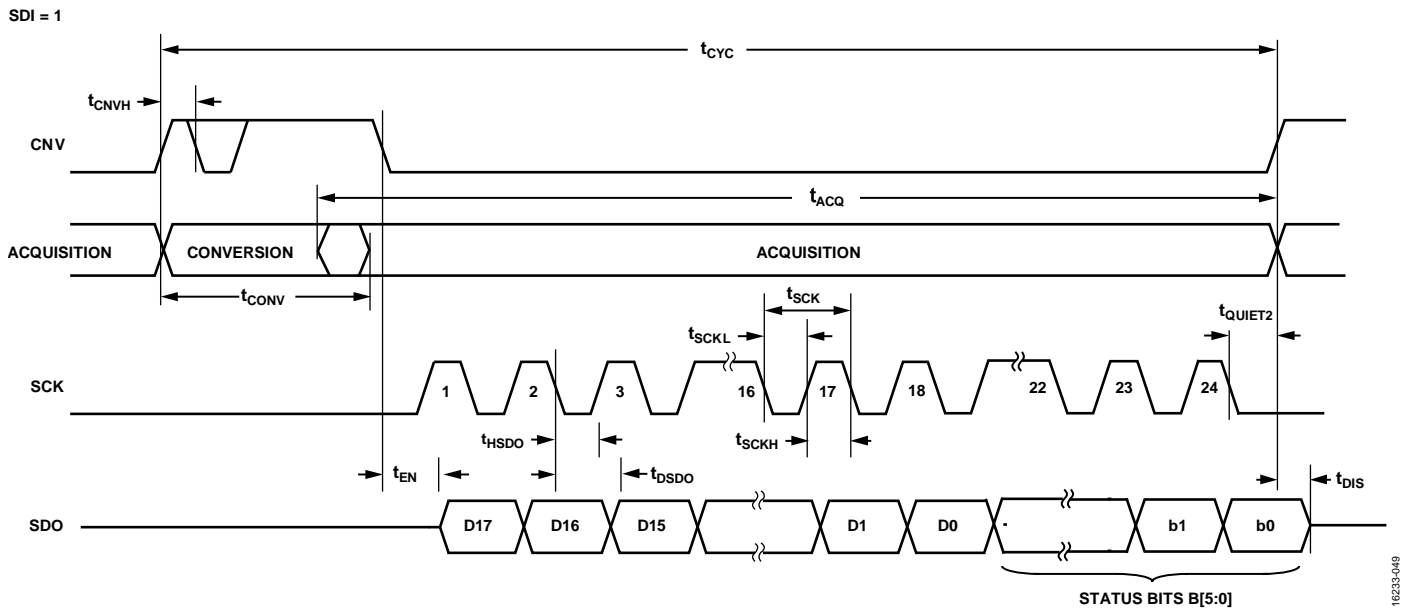 SDI = 1
tCYC
tCNVH
CNV
tACQ
ACQUISITION
CONVERSION
ACQUISITION
tCONV
tSCK
tSCKL
tQUIET2
SCK
1
2
3
16
17
18
22
23
24
tHSDO
tSCKH
tEN
tDSDO
tDIS
SDO
D17
D16
D15
D1
D0
b1
b0
STATUS BITS B[5:0]
16233-049